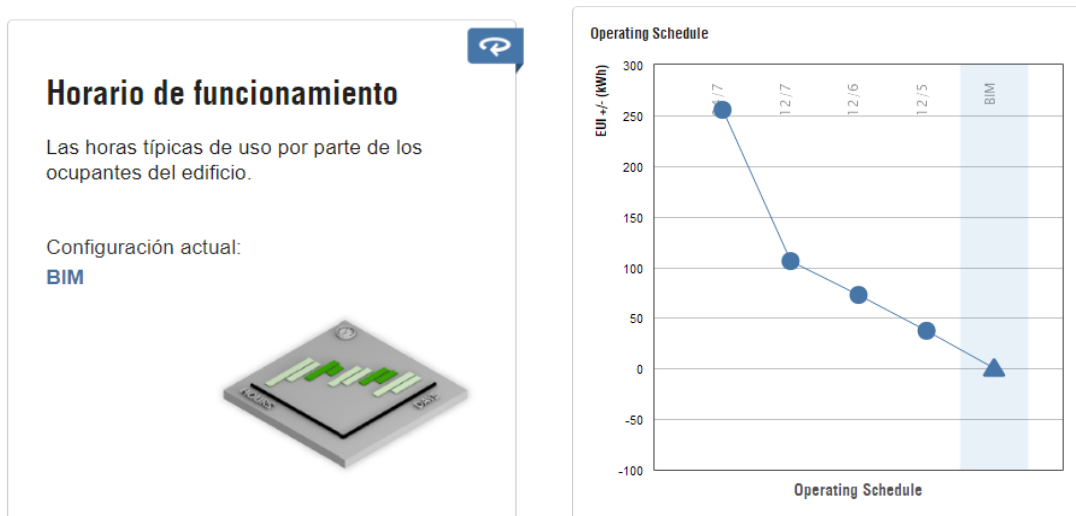 Horario de funcionamiento
Las horas típicas de uso por parte de los
ocupantes del edificio.
Configuración actual:
BIM
HOURS
DAYS
Operating Schedule
EUI +/- (kWh)
300
250
200
150
100
50
0
-50
-100
12/7
12/6
12/5
BIM
Operating Schedule